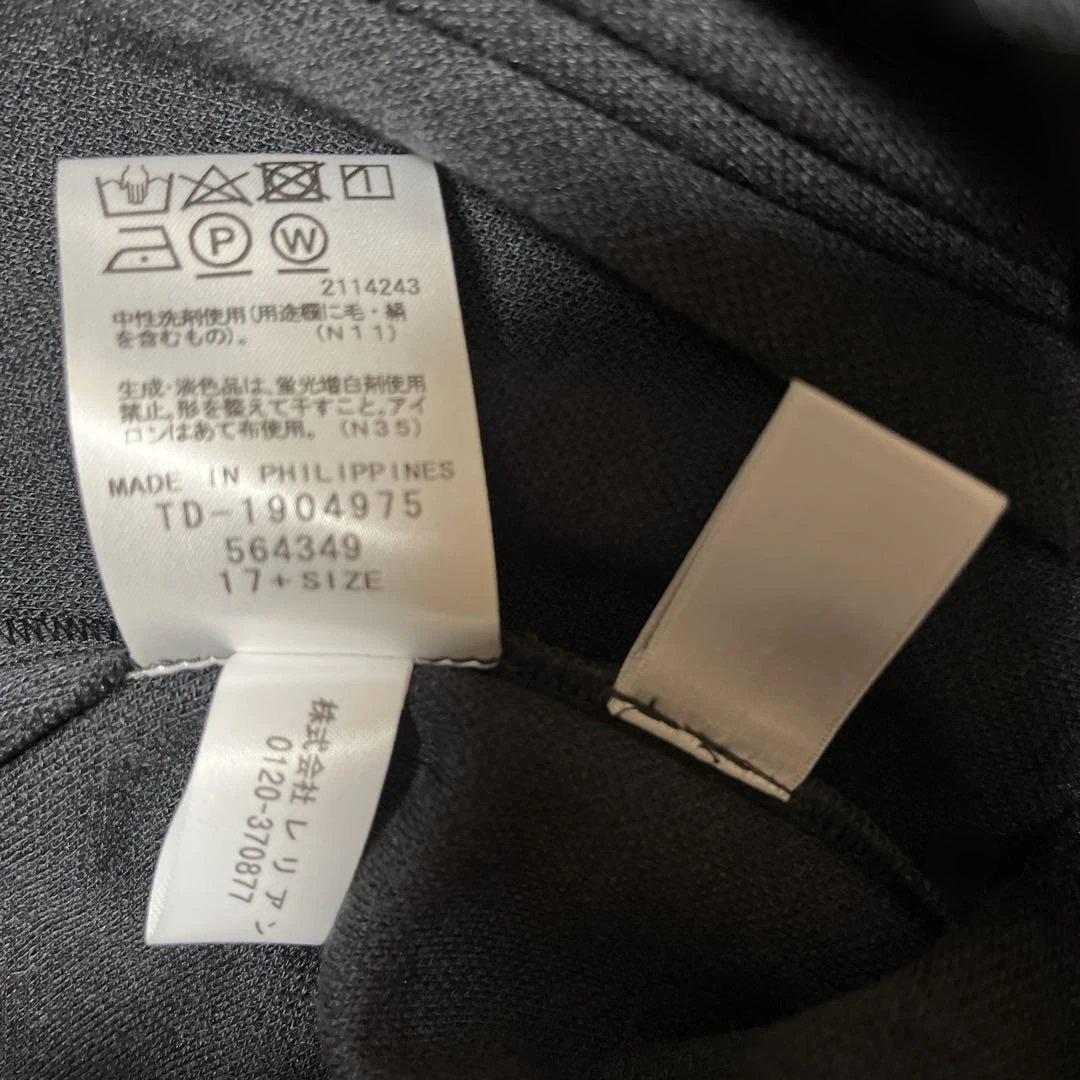 P W
2114243
中性洗剤使用(用途欄に毛・絹
を含むもの)。 (N11)
生成・淡色品は、蛍光増白剤使用
禁止。形を整えて干すこと。アイ
ロンはあて布使用。 (N35)
MADE IN PHILIPPINES
TD-1904975
564349
17+SIZE
株式会社レリアン
0120-370877